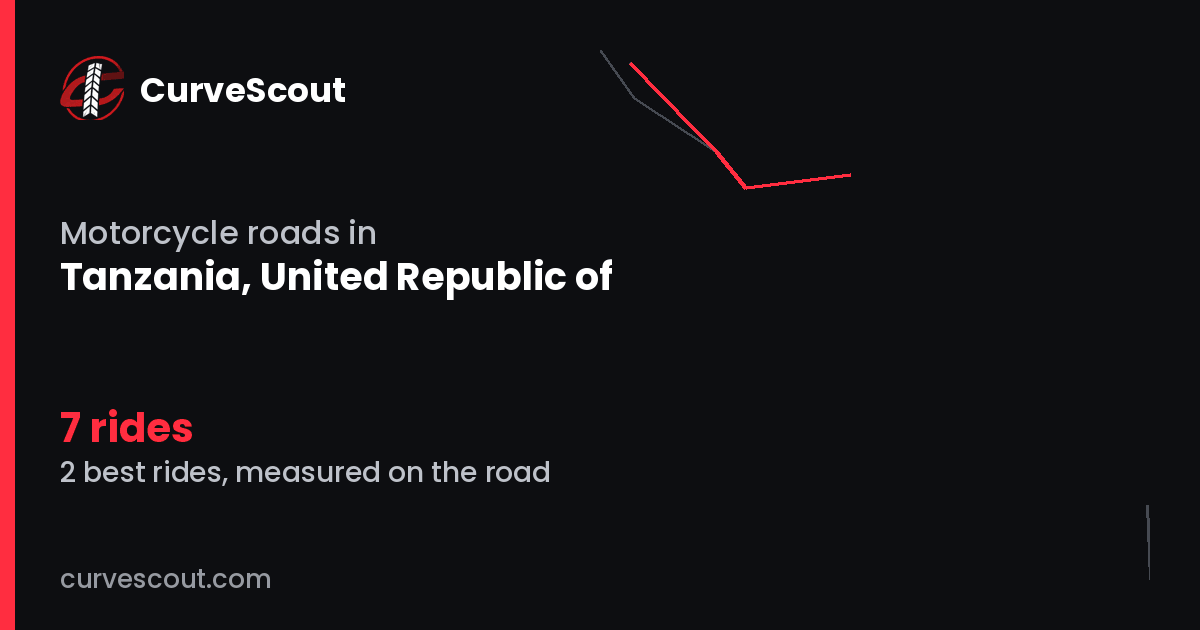 CurveScout
Motorcycle roads in
Tanzania, United Republic of
7 rides
2 best rides, measured on the road
curvescout.com